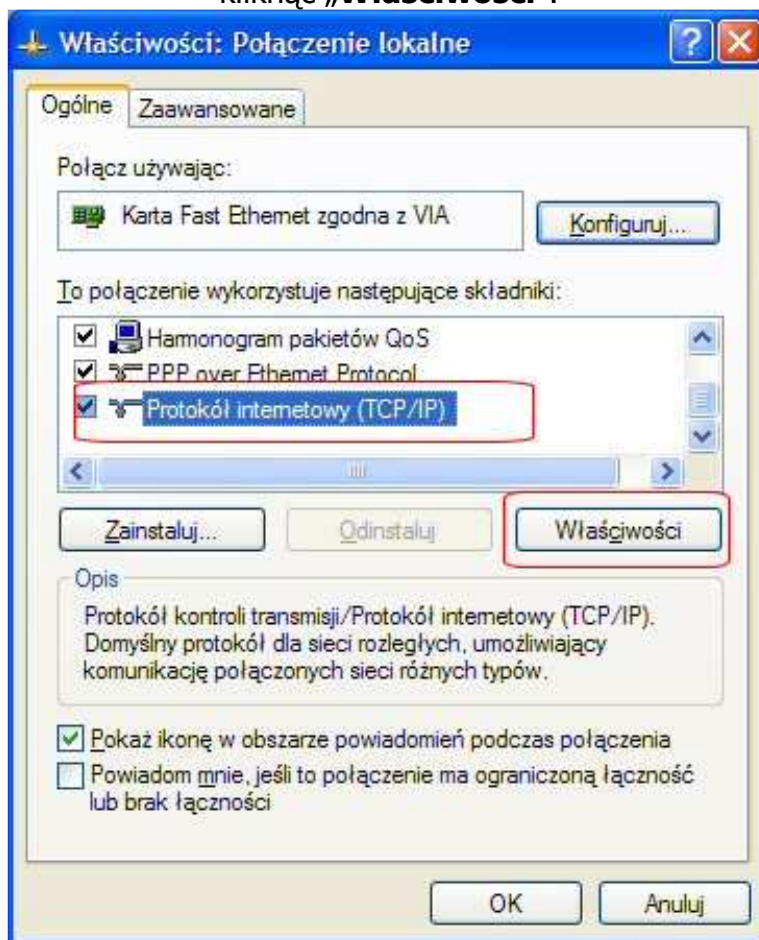 kliknąć „Właściwości".
Właściwości: Połączenie lokalne
Ogólne Zaawansowane
Połącz używając:
Karta Fast Ethernet zgodna z VIA
Konfiguruj...
To połączenie wykorzystuje następujące składniki:
Harmonogram pakietów QoS
PPP over Ethernet Protocol
Protokół internetowy (TCP/IP)
Zainstaluj... Odinstaluj Właściwości
Opis
Protokół kontroli transmisji/Protokół internetowy (TCP/IP).
Domyślny protokół dla sieci rozległych, umożliwiający
komunikację połączonych sieci różnych typów.
Pokaż ikonę w obszarze powiadomień podczas połączenia
Powiadom mnie, jeśli to połączenie ma ograniczoną łączność
lub brak łączności
OK Anuluj